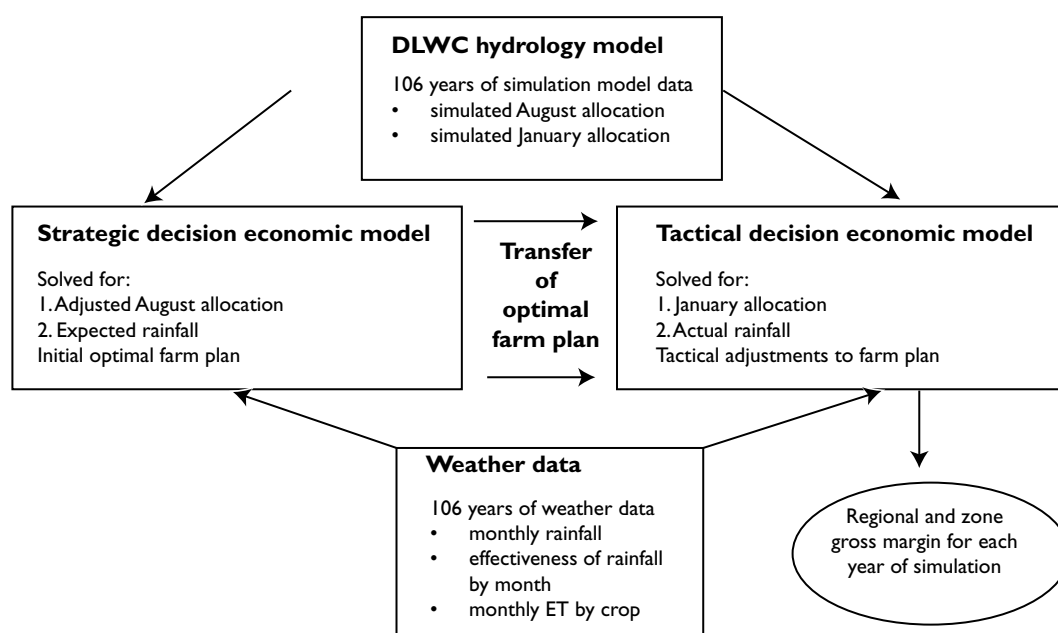 DLWC hydrology model
106 years of simulation model data
• simulated August allocation
• simulated January allocation
Strategic decision economic model
Solved for:
1. Adjusted August allocation
2. Expected rainfall
Initial optimal farm plan
Transfer
of
optimal
farm plan
Tactical decision economic model
Solved for:
1. January allocation
2. Actual rainfall
Tactical adjustments to farm plan
Weather data
106 years of weather data
• monthly rainfall
• effectiveness of rainfall
by month
• monthly ET by crop
Regional and zone
gross margin for each
year of simulation